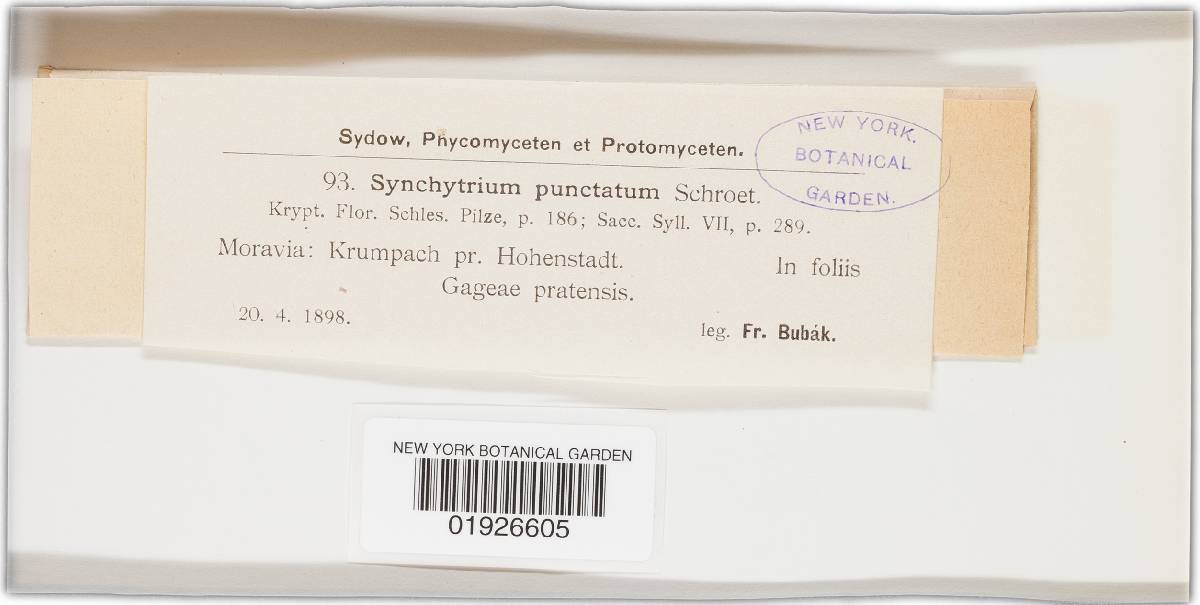 Sydow, Phycomyceten et Protomyceten.
NEW YORK.
BOTANICAL
GARDEN.
93. Synchytrium punctatum Schroet.
Krypt. Flor. Schles. Pilze, p. 186; Sacc. Syll. VII, p. 289.
Moravia: Krumpach pr. Hohenstadt. In foliis
Gageae pratensis.
20. 4. 1898. leg. Fr. Bubák.
NEW YORK BOTANICAL GARDEN
01926605